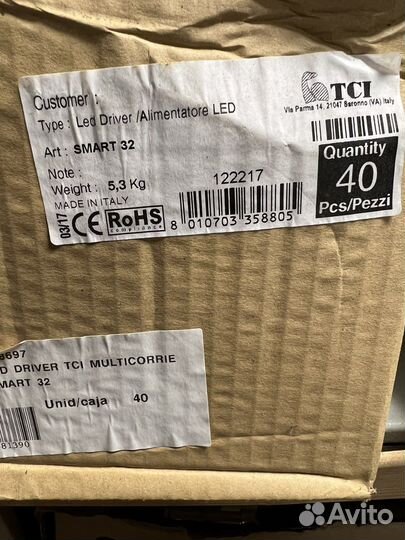 Customer :
TCI
Via Parma 14, 21047 Saronno (VA) Italy
Type : Led Driver /Alimentatore LED
Art : SMART 32
Note :
Weight : 5,3 Kg
MADE IN ITALY
122217
Quantity
40
Pcs/Pezzi
03/17
CE
RoHS
compliance
8 010703 358805
8697
D DRIVER TCI MULTICORRIE
MART 32
Unid/caja 40
81390
Avito